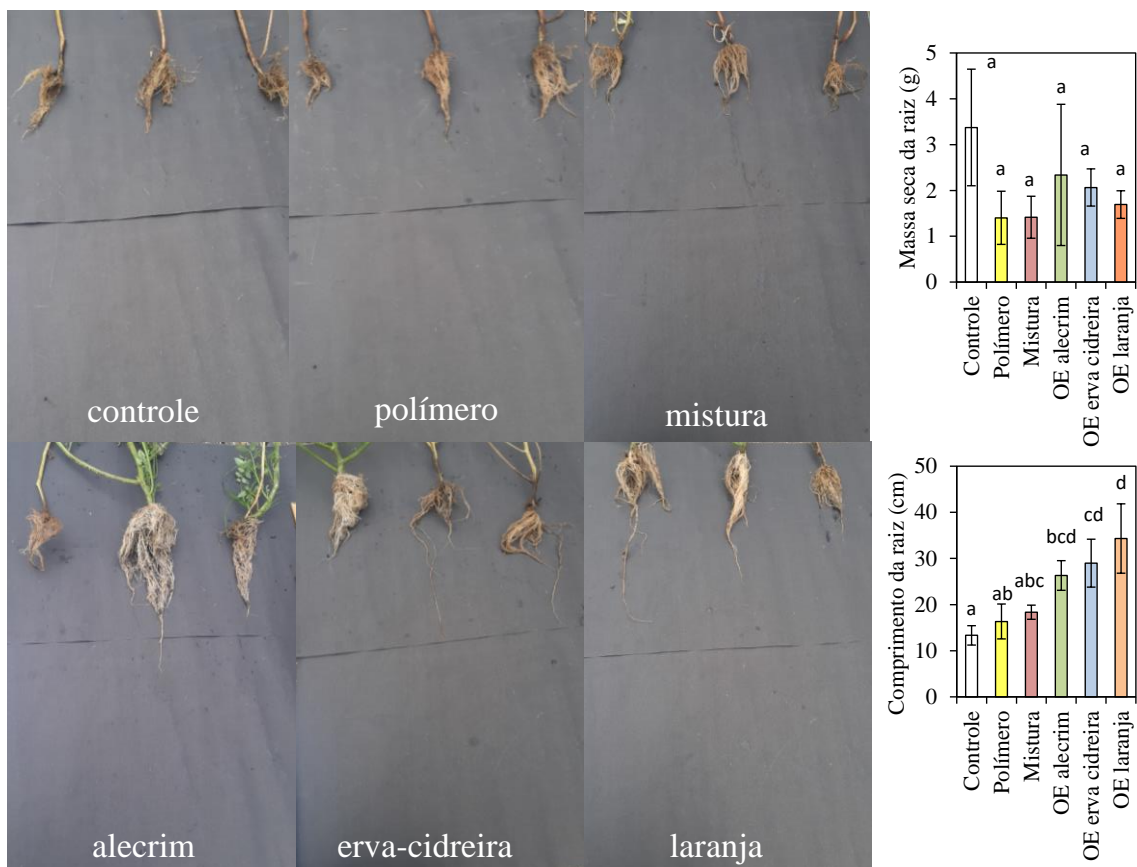 controle
polímero
mistura
alecrim
erva-cidreira
laranja
Massa seca da raiz (g)
5
4
3
2
1
0
a
a
a
a
a
a
Controle
Polímero
Mistura
OE alecrim
OE erva cidreira
OE laranja
Comprimento da raiz (cm)
50
40
30
20
10
0
a
ab
abc
bcd
cd
d
Controle
Polímero
Mistura
OE alecrim
OE erva cidreira
OE laranja